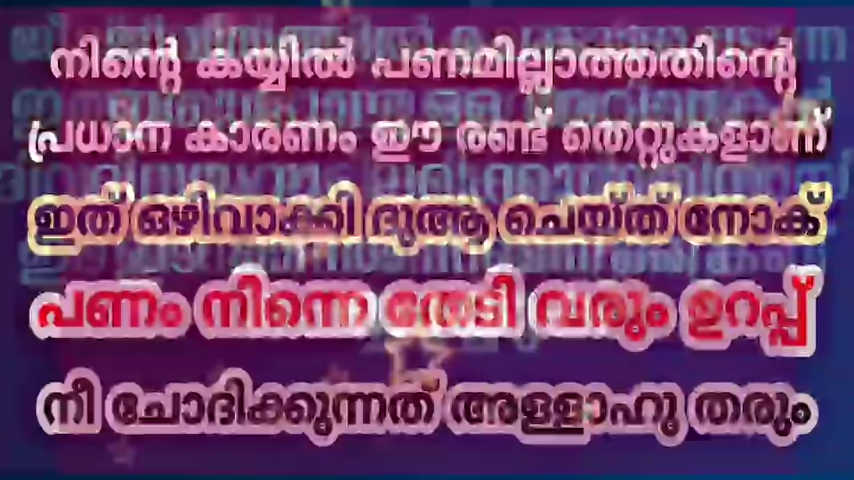 നിന്റെ കയ്യിൽ പണമില്ലാത്തതിന്റെ
പ്രധാന കാരണം ഈ രണ്ട് തെറ്റുകളാണ്
ഇത് ഒഴിവാക്കി ദുആ ചെയ്ത് നോക്
പണം നിന്നെ തേടി വരും ഉറപ്പ്
നീ ചോദിക്കുന്നത് അള്ളാഹു തരും